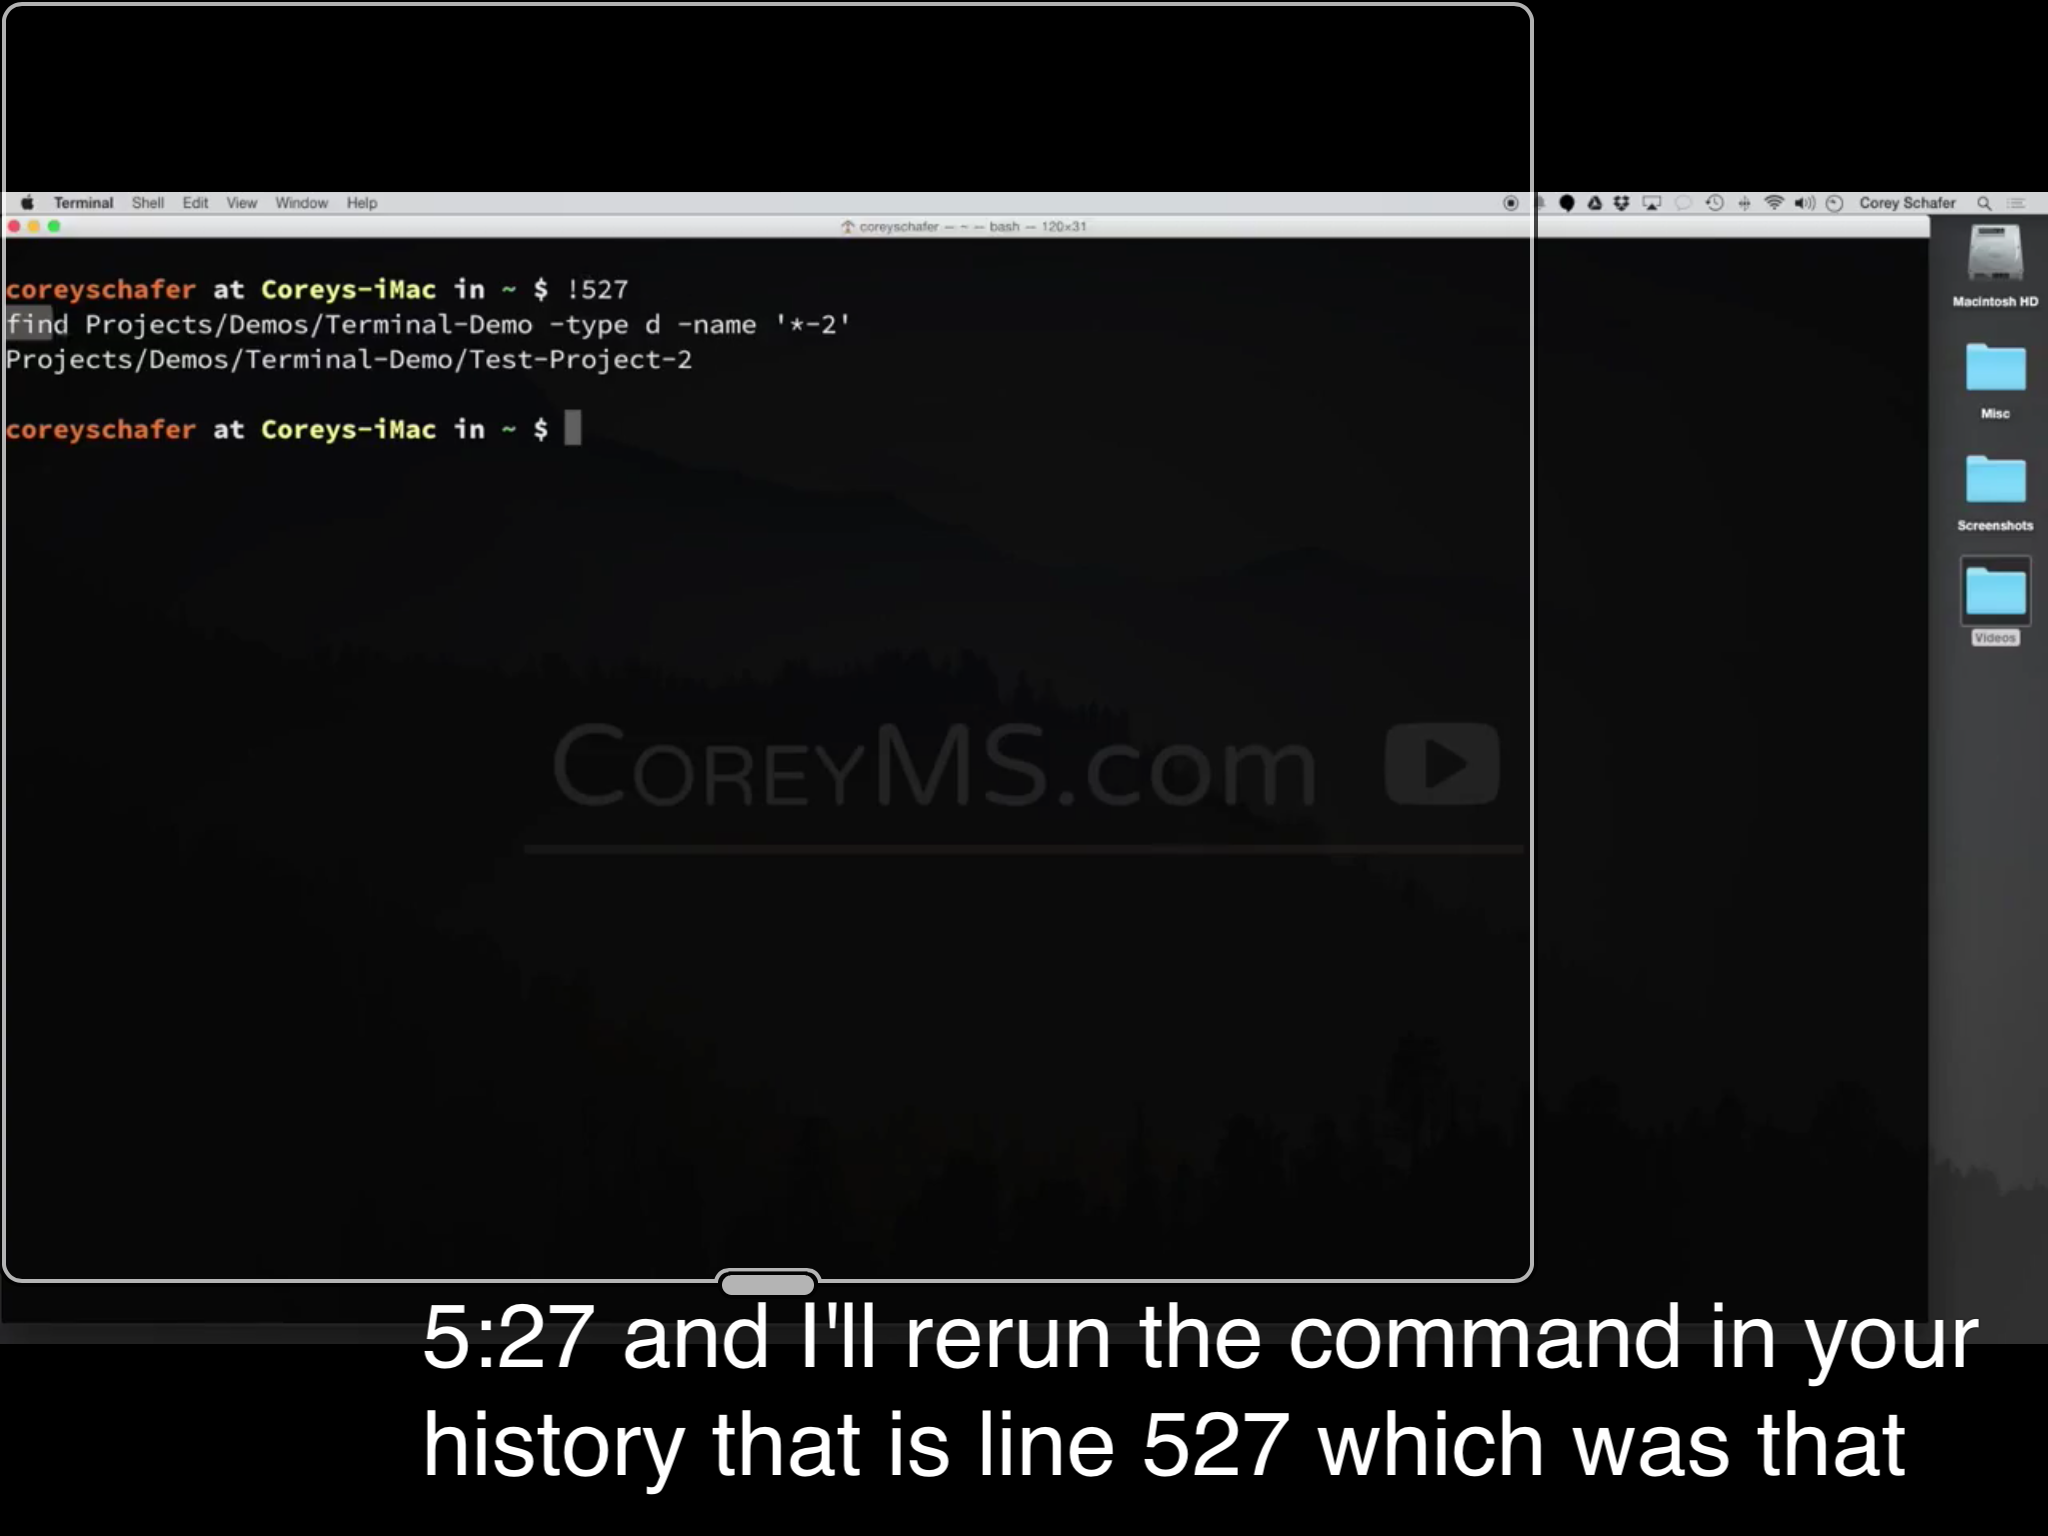 Terminal Shell Edit View Window Help Corey Schafer
coreyschafer — ~ — bash — 120×31
coreyschafer at Coreys-iMac in ~ $ !527
find Projects/Demos/Terminal-Demo -type d -name '*-2'
Projects/Demos/Terminal-Demo/Test-Project-2
coreyschafer at Coreys-iMac in ~ $
Macintosh HD
Misc
Screenshots
Videos
CoreyMS.com
5:27 and I'll rerun the command in your
history that is line 527 which was that